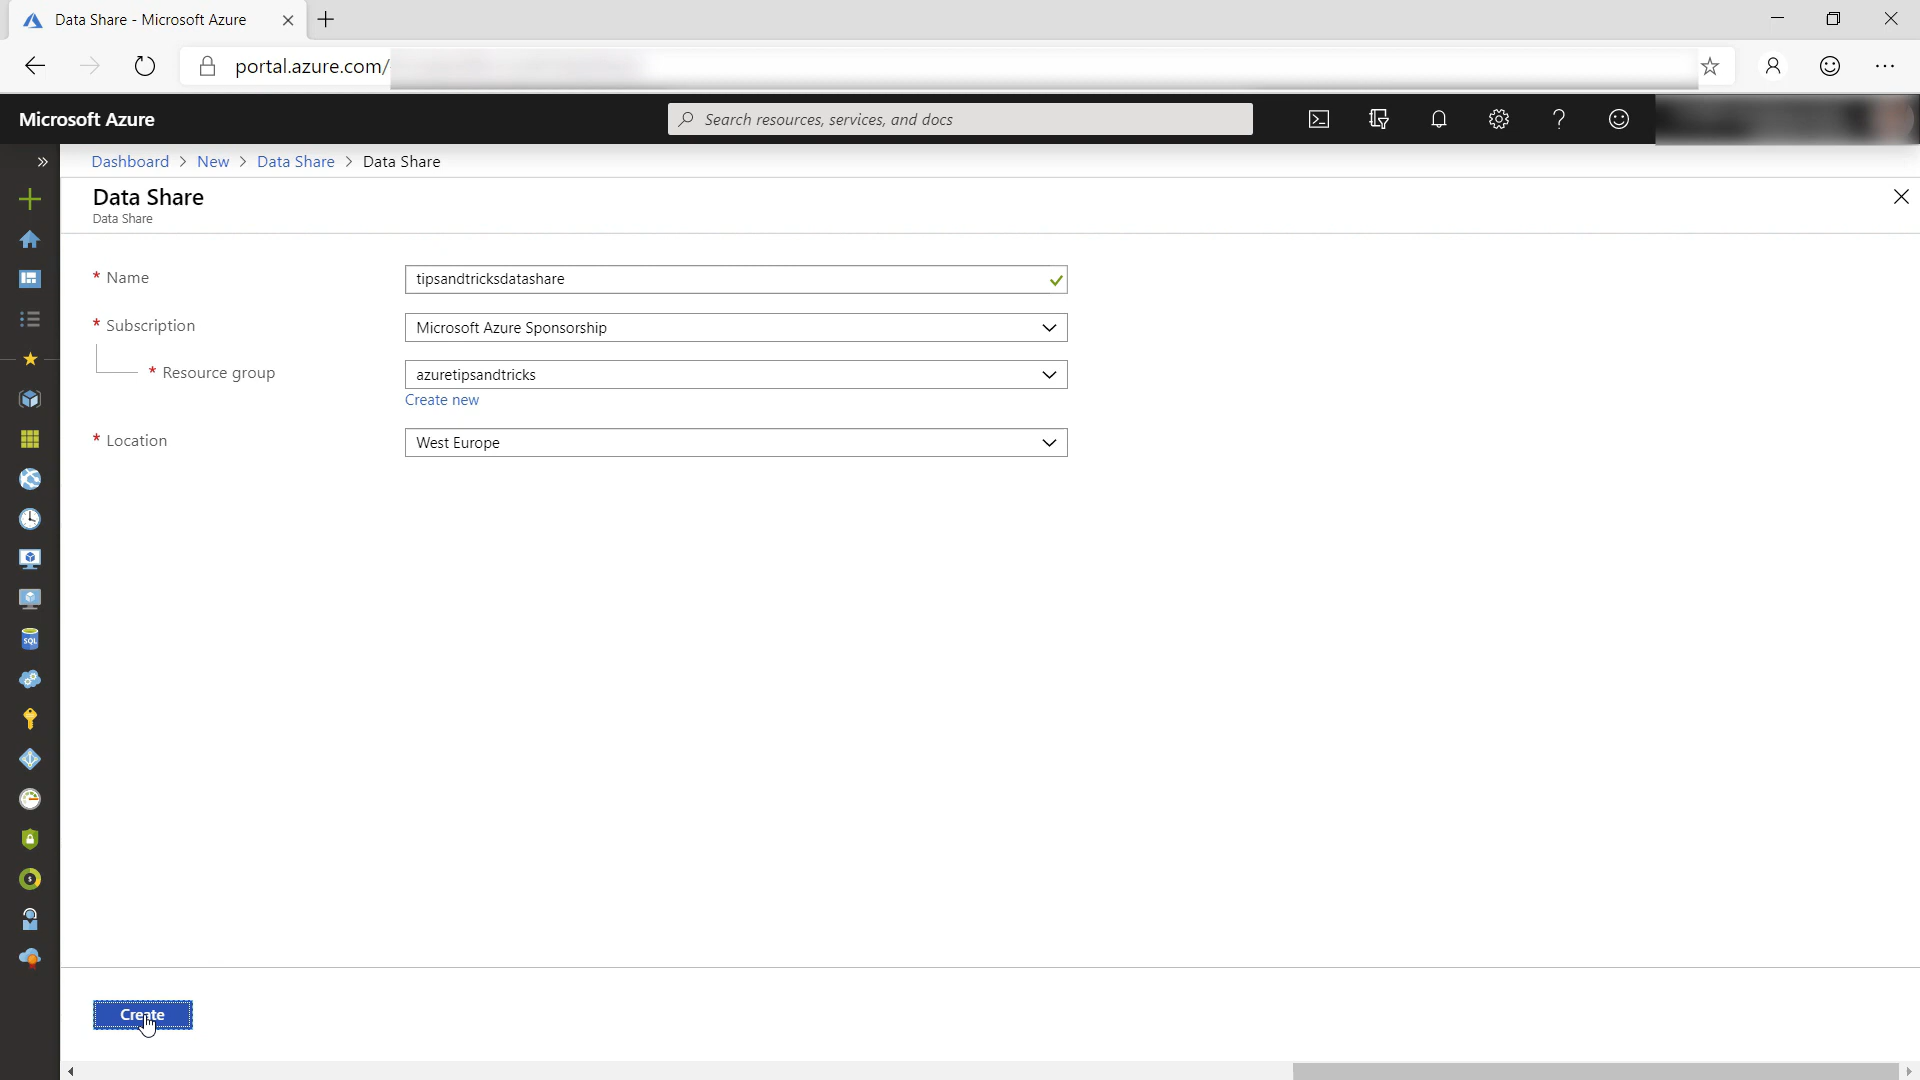 Data Share - Microsoft Azure
portal.azure.com/
Microsoft Azure
Search resources, services, and docs
Dashboard > New > Data Share > Data Share
Data Share
Data Share
* Name
tipsandtricksdatashare
* Subscription
Microsoft Azure Sponsorship
* Resource group
azuretipsandtricks
Create new
* Location
West Europe
SQL
Create